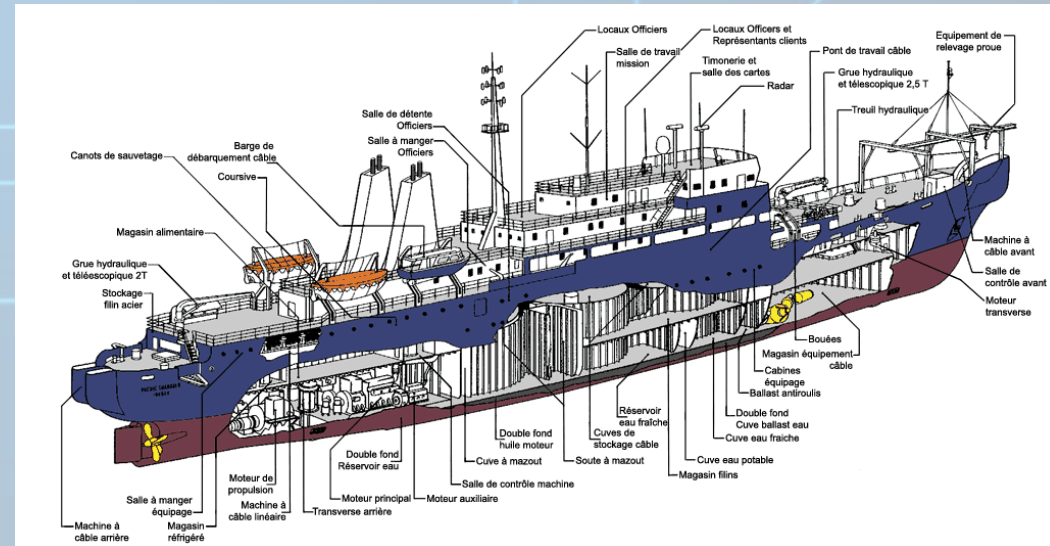 Locaux Officiers
Locaux Officers et
Représentants clients
Equipement de
relevage proue
Salle de travail
mission
Timonerie et
salle des cartes
Pont de travail câble
Grue hydraulique
et télescopique 2,5 T
Radar
Treuil hydraulique
Salle de détente
Officiers
Salle à manger
Officiers
Barge de
débarquement câble
Canots de sauvetage
Coursive
Magasin alimentaire
Grue hydraulique
et téléescopique 2T
Stockage
filin acier
Machine à
câble avant
Salle de
contrôle avant
Moteur
transverse
Bouées
Magasin équipement
câble
Cabines
équipage
Ballast antiroulis
Double fond
Cuve ballast eau
Cuve eau fraiche
Cuve eau potable
Réservoir
eau fraîche
Magasin filins
Cuves de
stockage câble
Soute à mazout
Double fond
huile moteur
Cuve à mazout
Salle de contrôle machine
Double fond
Réservoir eau
Moteur auxiliaire
Moteur principal
Transverse arrière
Moteur de
propulsion
Machine à
câble linéaire
Magasin
réfrigéré
Salle à manger
équipage
Machine à
câble arrière